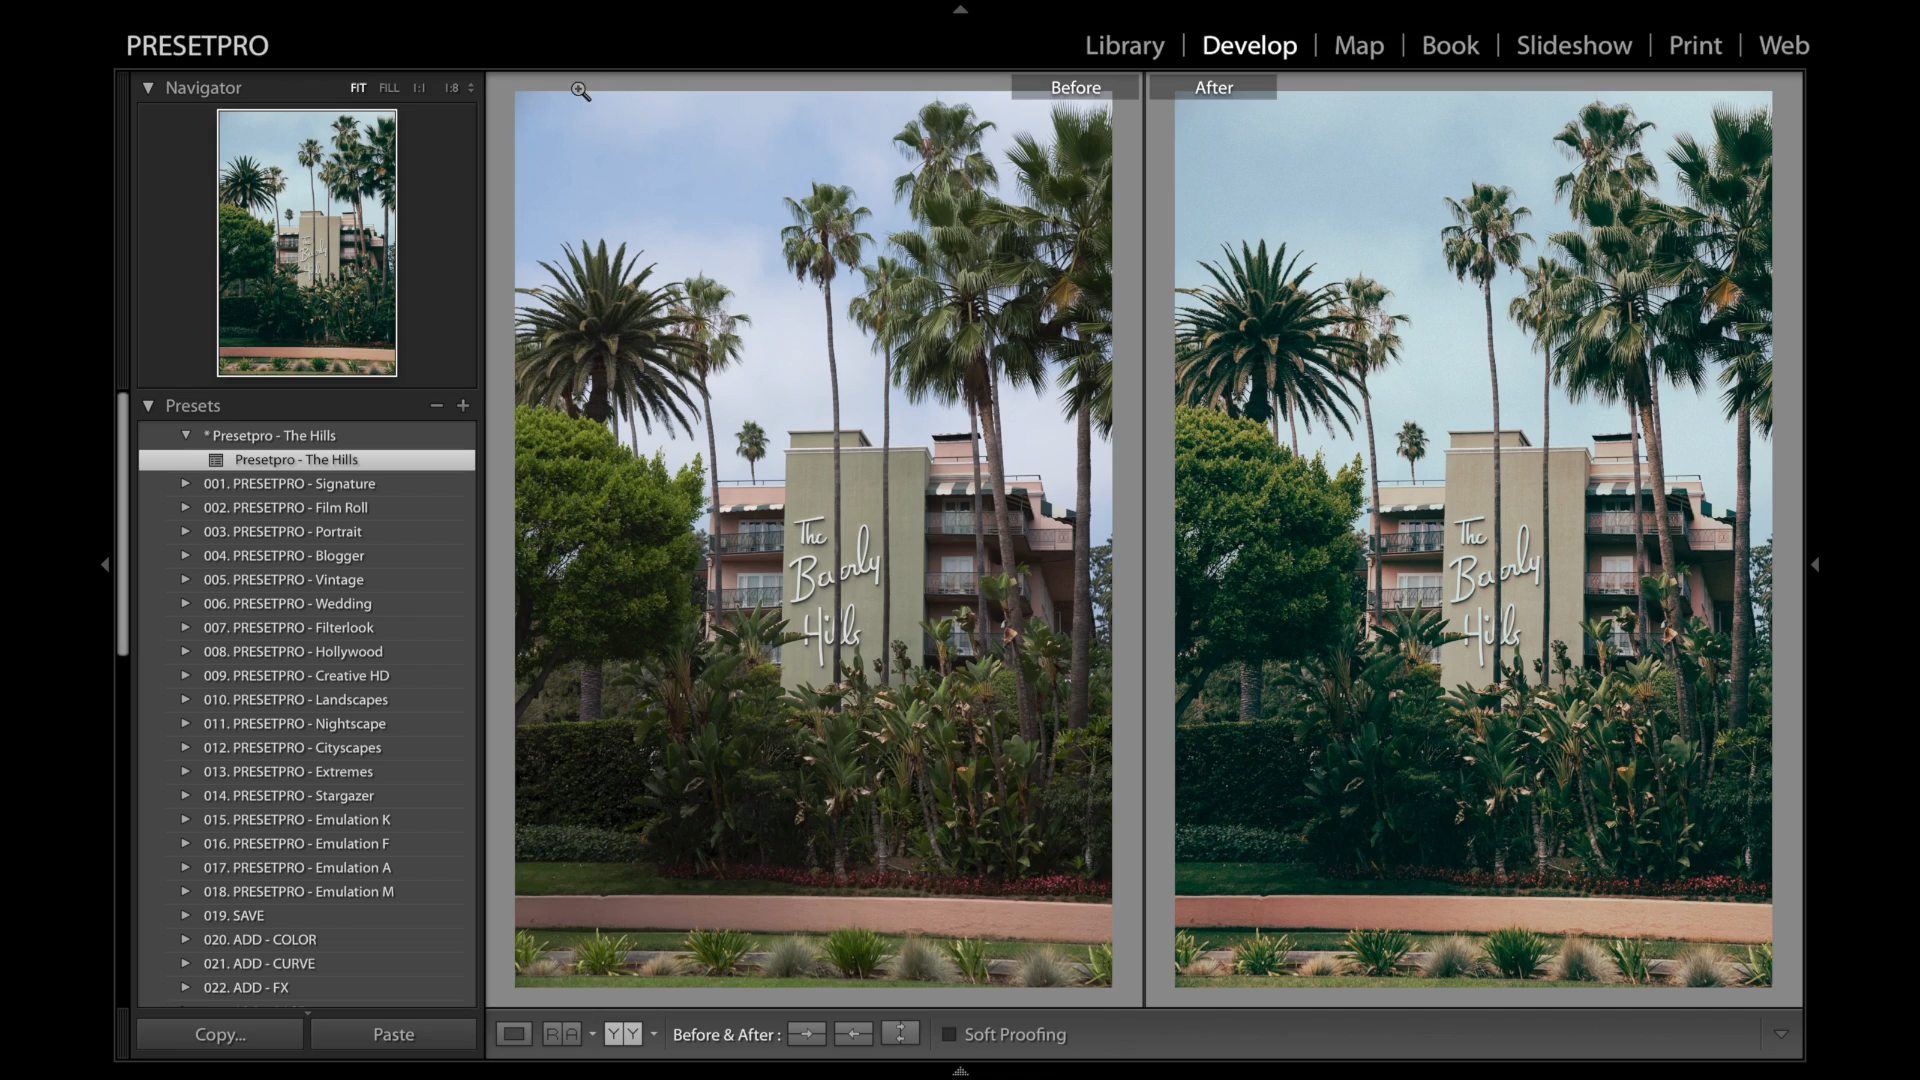 PRESETPRO
Library | Develop | Map | Book | Slideshow | Print | Web
Navigator
FIT FILL 1:1 1:8
Before
After
Presets
* Presetpro - The Hills
Presetpro - The Hills
001. PRESETPRO - Signature
002. PRESETPRO - Film Roll
003. PRESETPRO - Portrait
004. PRESETPRO - Blogger
005. PRESETPRO - Vintage
006. PRESETPRO - Wedding
007. PRESETPRO - Filterlook
008. PRESETPRO - Hollywood
009. PRESETPRO - Creative HD
010. PRESETPRO - Landscapes
011. PRESETPRO - Nightscape
012. PRESETPRO - Cityscapes
013. PRESETPRO - Extremes
014. PRESETPRO - Stargazer
015. PRESETPRO - Emulation K
016. PRESETPRO - Emulation F
017. PRESETPRO - Emulation A
018. PRESETPRO - Emulation M
019. SAVE
020. ADD - COLOR
021. ADD - CURVE
022. ADD - FX
The
Beverly
Hills
The
Beverly
Hills
Copy...
Paste
R A
Y Y
Before & After :
Soft Proofing